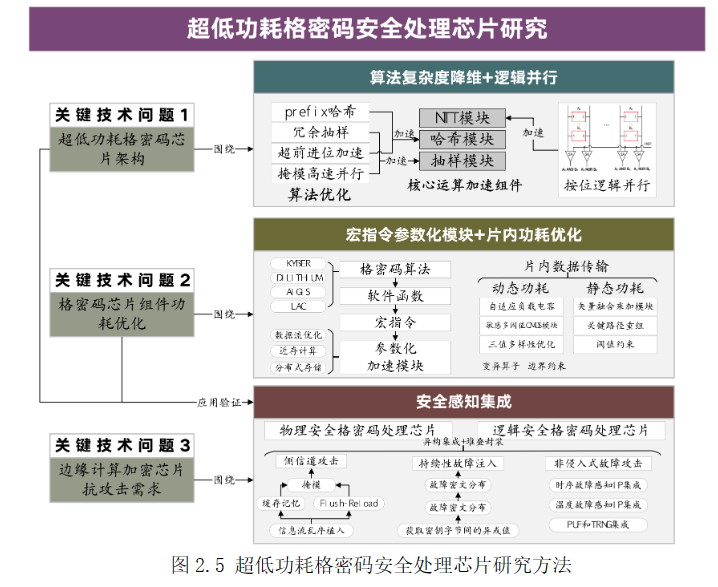 超低功耗格密码安全处理芯片研究
关键技术问题1
超低功耗格密码芯
片架构
围绕
算法复杂度降维+逻辑并行
prefix哈希
冗余抽样
超前进位加速
掩模高速并行
算法优化
加速
加速
NTT模块
哈希模块
抽样模块
核心运算加速组件
加速
按位逻辑并行
关键技术问题2
格密码芯片组件功
耗优化
围绕
宏指令参数化模块+片内功耗优化
KYBER
DILITHIUM
AIGIS
LAC
数据流优化
近存计算
分布式存储
格密码算法
软件函数
宏指令
参数化
加速模块
片内数据传输
动态功耗
自适应负载电容
敏感多阈值CMOS模块
三值多样性优化
静态功耗
矢量融合乘加模块
关键路径重组
阈值约束
变异算子 边界约束
应用验证
关键技术问题3
边缘计算加密芯片
抗攻击需求
围绕
安全感知集成
物理安全格密码处理芯片
逻辑安全格密码处理芯片
异构集成+堆叠封装
侧信道攻击
掩模
缓存记忆
Flush-Reload
信息流乱序植入
持续性故障注入
故障密文分布
故障密文分布
获取密钥字节间的异或值
非侵入式故障攻击
时序故障感知IP集成
温度故障感知IP集成
PUF和TRNG集成
图 2.5 超低功耗格密码安全处理芯片研究方法